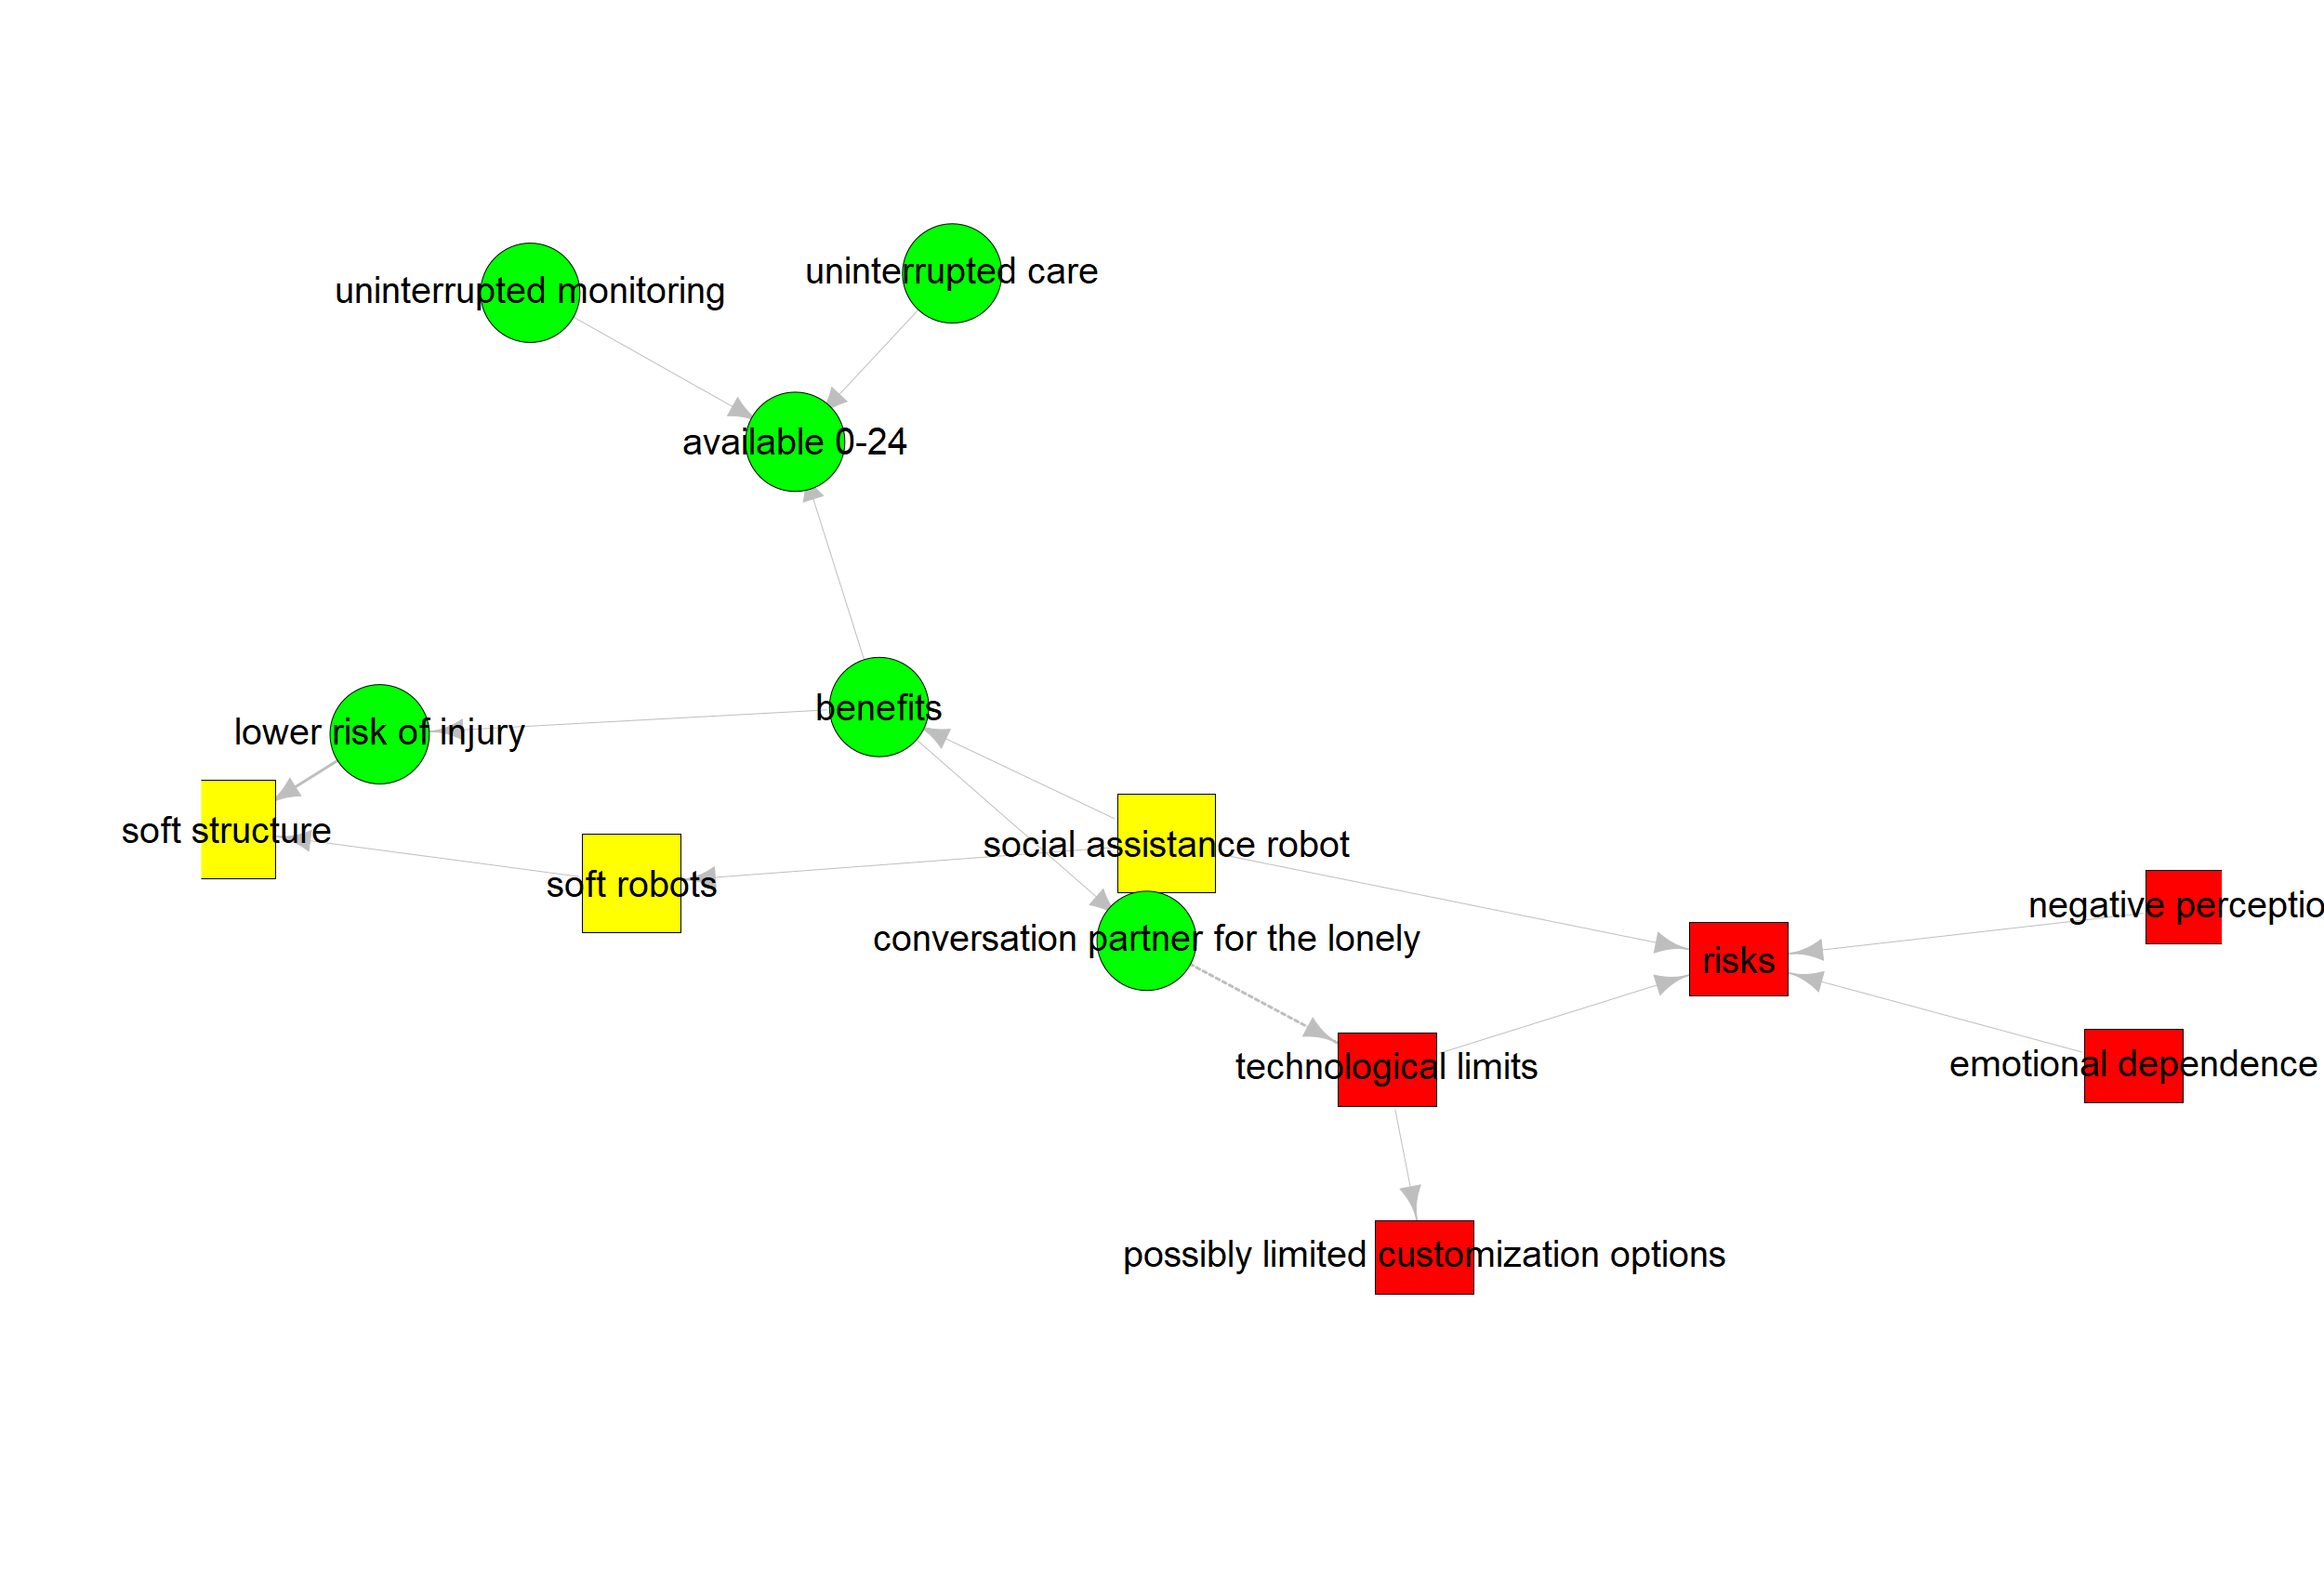 uninterrupted care
uninterrupted monitoring
available 0-24
benefits
lower risk of injury
soft structure
social assistance robot
soft robots
negative perceptio
conversation partner for the lonely
risks
emotional dependence
technological limits
possibly limited customization options